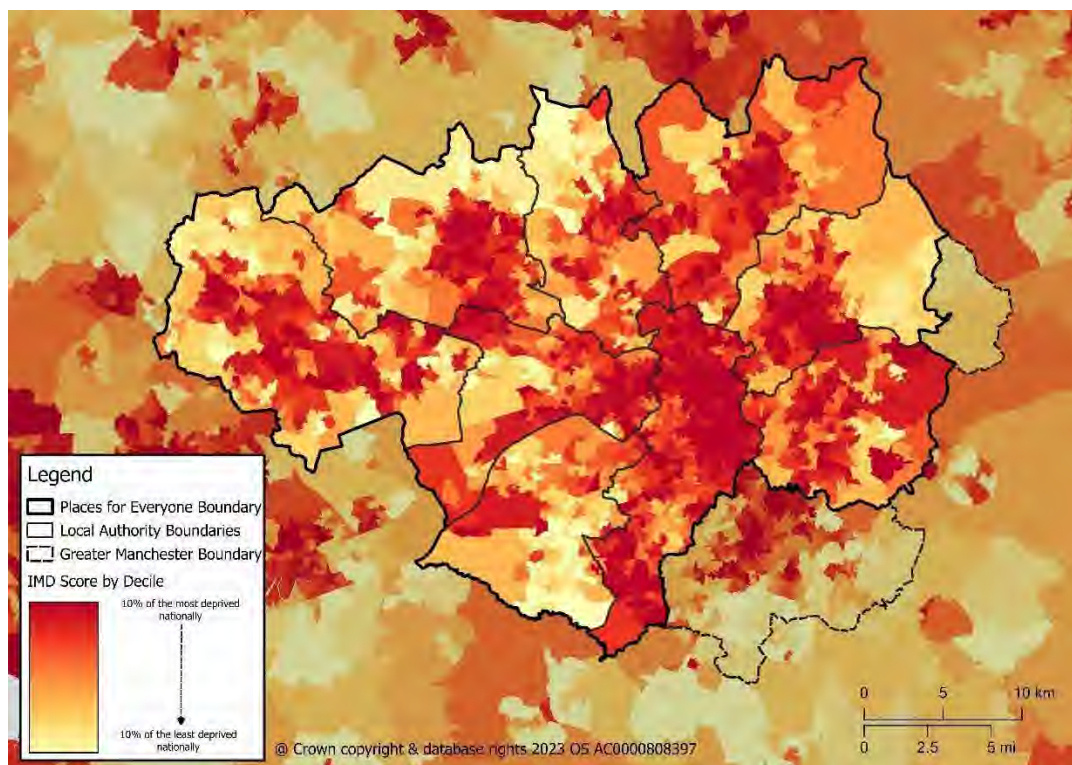 Legend
Places for Everyone Boundary
Local Authority Boundaries
Greater Manchester Boundary
IMD Score by Decile
10% of the most deprived
nationally
10% of the least deprived
nationally
@ Crown copyright & database rights 2023 OS AC0000808397
0 5 10 km
0 2.5 5 mi